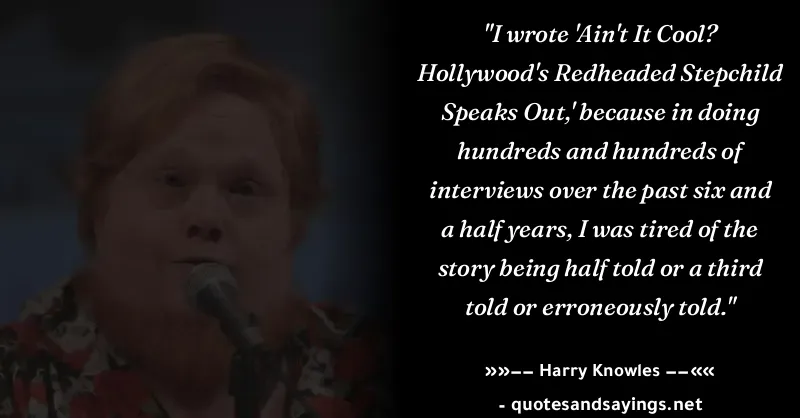 "I wrote 'Ain't It Cool?
Hollywood's Redheaded Stepchild
Speaks Out,' because in doing
hundreds and hundreds of
interviews over the past six and
a half years, I was tired of the
story being half told or a third
told or erroneously told."
»»−− Harry Knowles −−««
- quotesandsayings.net